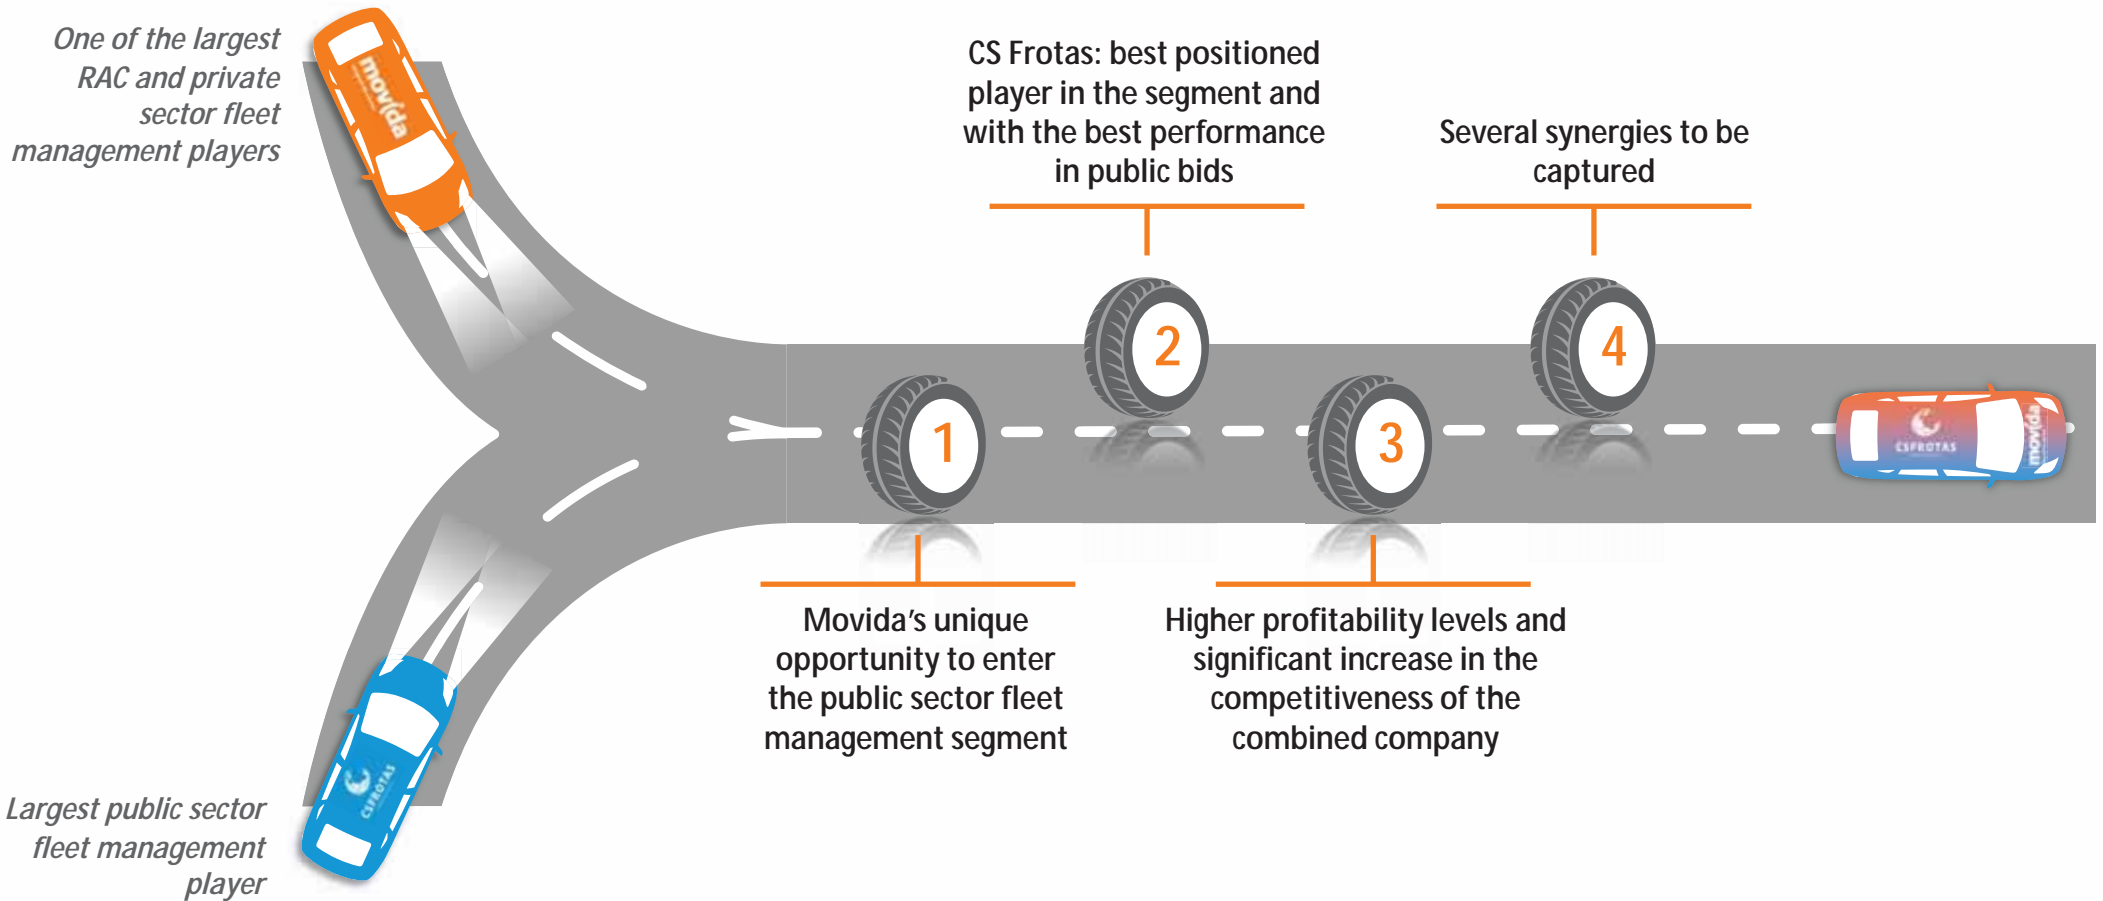 One of the largest
RAC and private
sector fleet
management players
movida
CS Frotas: best positioned
player in the segment and
with the best performance
in public bids
Several synergies to be
captured
2
4
1
3
CSFROTAS
movida
Movida's unique
opportunity to enter
the public sector fleet
management segment
Higher profitability levels and
significant increase in the
competitiveness of the
combined company
CSFROTAS
Largest public sector
fleet management
player